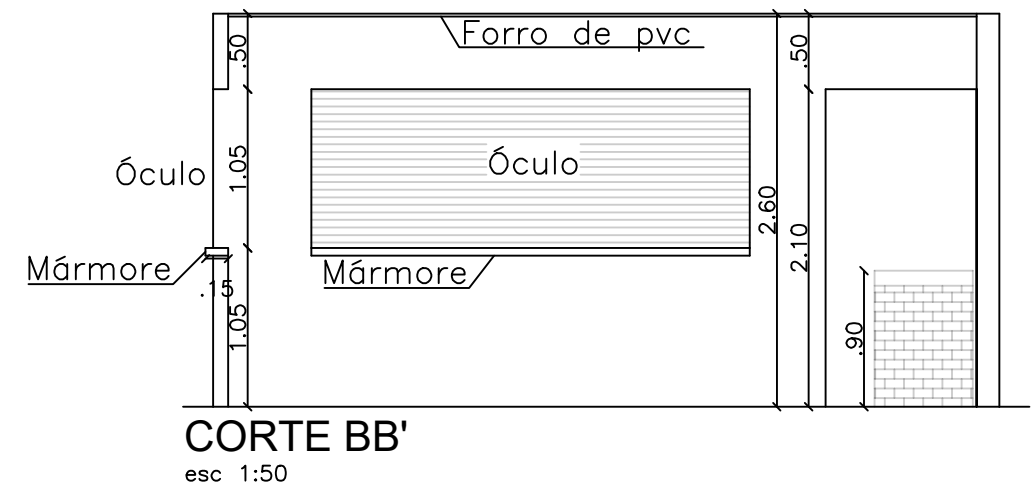 Forro de pvc
.50
.50
Óculo
1.05
Óculo
2.60
2.10
Mármore
Mármore
.15
1.05
.90
CORTE BB'
esc 1:50